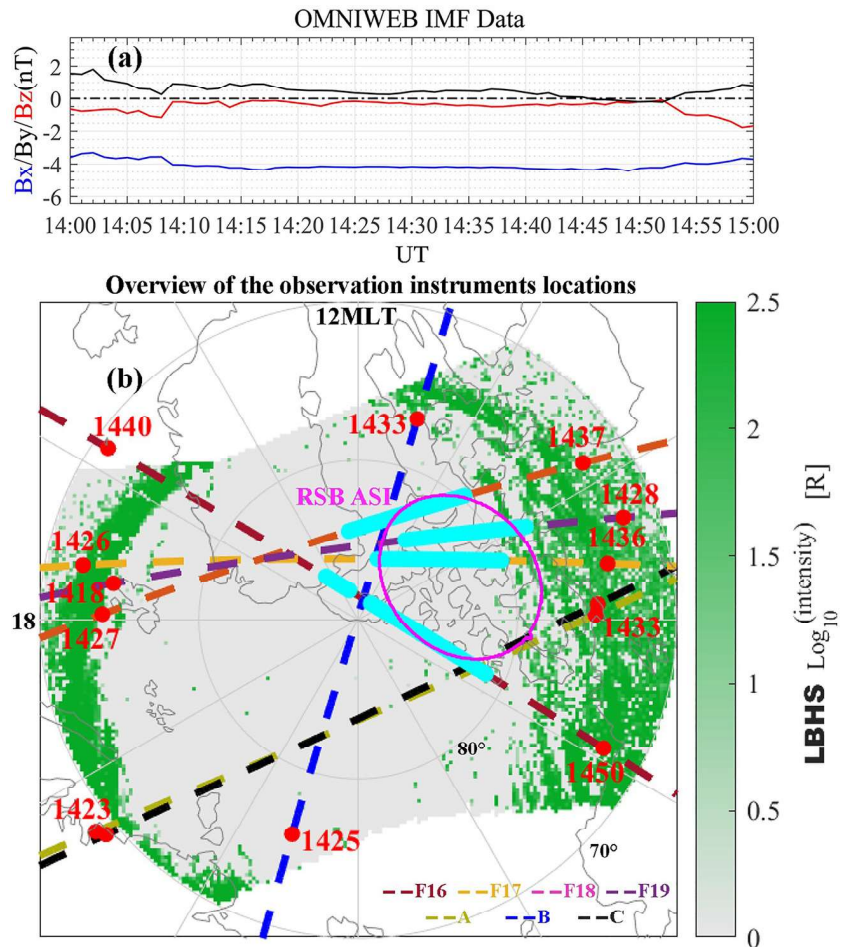 OMNIWEB IMF Data
(a)
Bx/By/Bz(nT)
2
0
-2
-4
-6
14:00 14:05 14:10 14:15 14:20 14:25 14:30 14:35 14:40 14:45 14:50 14:55 15:00
UT
Overview of the observation instruments locations
12MLT
(b)
1433
1440
1437
RSB ASI
1428
1426
1436
1418
18
1427
1433
80°
1450
1423
1425
70°
F16 F17 F18 F19
A B C
2.5
2
1.5
1
0.5
0
LBHS Log10(intensity) [R]